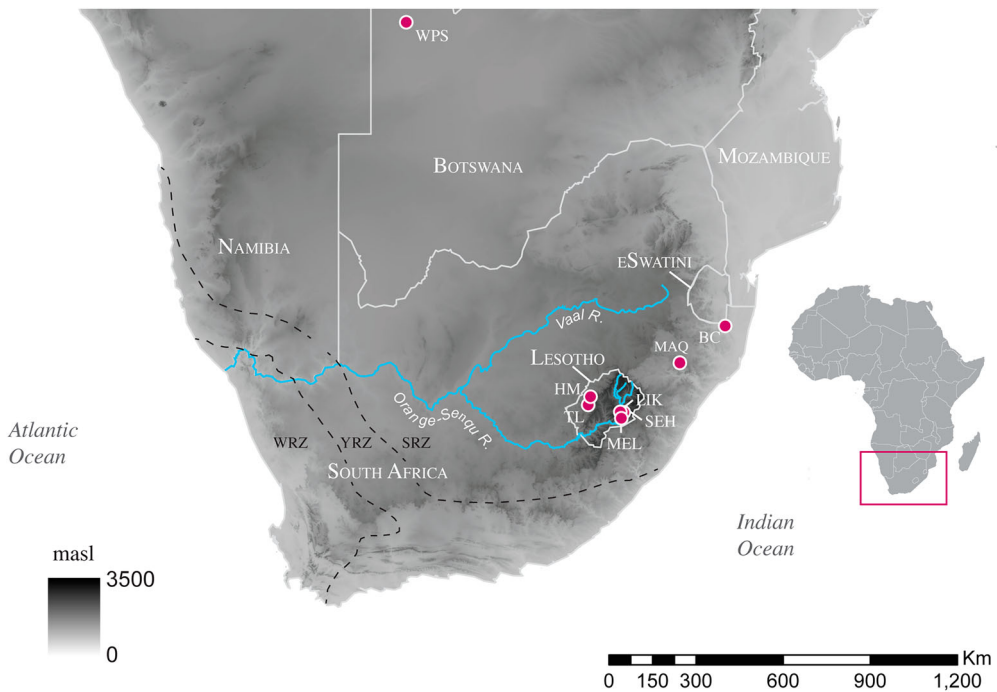 WPS
BOTSWANA
MOZAMBIQUE
NAMIBIA
ESWATINI
Vaal R.
BC
MAQ
LESOTHO
HM
TL
LIK
SEH
MEL
Orange-Senqu R.
WRZ YRZ SRZ
SOUTH AFRICA
Atlantic
Ocean
Indian
Ocean
masl
3500
0
Km
0 150 300 600 900 1,200